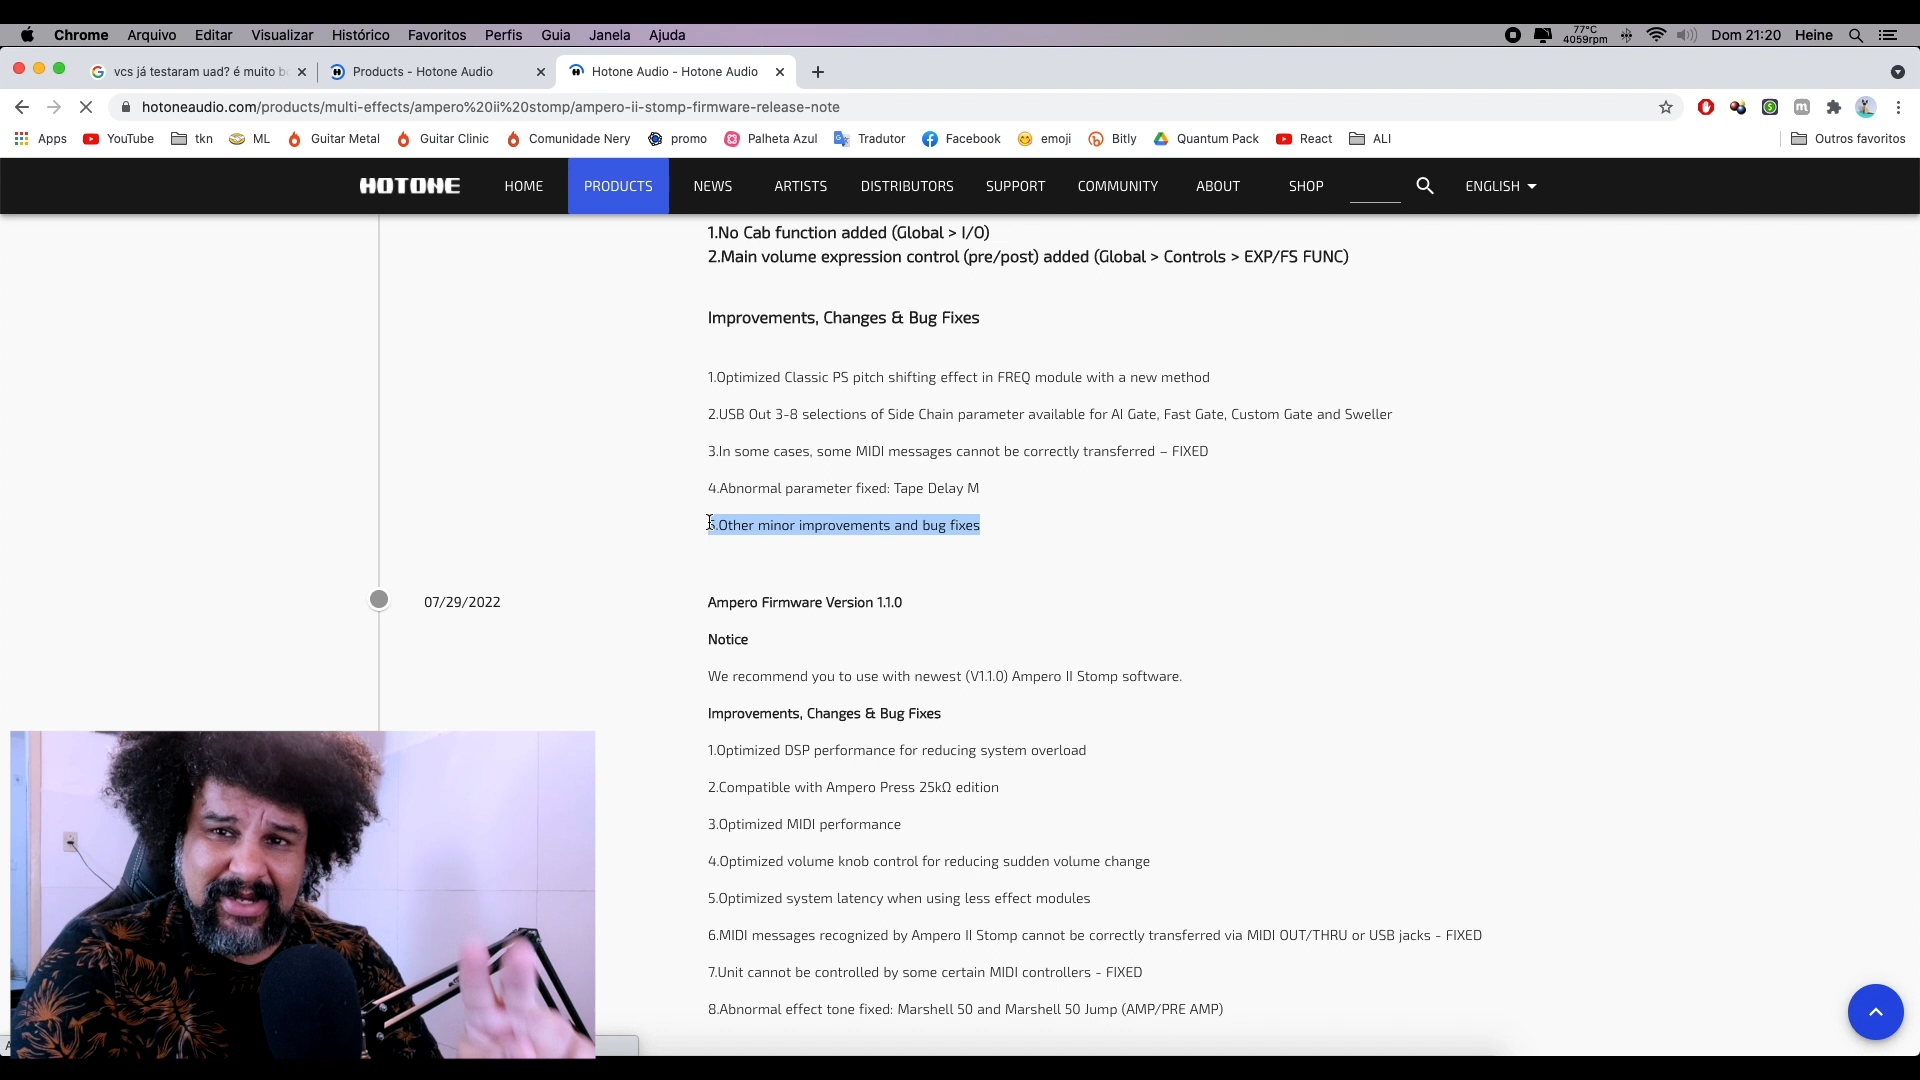 Chrome Arquivo Editar Visualizar Histórico Favoritos Perfis Guia Janela Ajuda
77°C
4059rpm
Dom 21:20 Heine
vcs já testaram uad? é muito b
Products - Hotone Audio
Hotone Audio - Hotone Audio
hotoneaudio.com/products/multi-effects/ampero%20ii%20stomp/ampero-ii-stomp-firmware-release-note
Apps YouTube tkn ML Guitar Metal Guitar Clinic Comunidade Nery promo Palheta Azul Tradutor Facebook emoji Bitly Quantum Pack React ALI Outros favoritos
HOTONE HOME PRODUCTS NEWS ARTISTS DISTRIBUTORS SUPPORT COMMUNITY ABOUT SHOP ENGLISH
1.No Cab function added (Global > I/O)
2.Main volume expression control (pre/post) added (Global > Controls > EXP/FS FUNC)
Improvements, Changes & Bug Fixes
1.Optimized Classic PS pitch shifting effect in FREQ module with a new method
2.USB Out 3-8 selections of Side Chain parameter available for AI Gate, Fast Gate, Custom Gate and Sweller
3.In some cases, some MIDI messages cannot be correctly transferred – FIXED
4.Abnormal parameter fixed: Tape Delay M
5.Other minor improvements and bug fixes
07/29/2022
Ampero Firmware Version 1.1.0
Notice
We recommend you to use with newest (V1.1.0) Ampero II Stomp software.
Improvements, Changes & Bug Fixes
1.Optimized DSP performance for reducing system overload
2.Compatible with Ampero Press 25kΩ edition
3.Optimized MIDI performance
4.Optimized volume knob control for reducing sudden volume change
5.Optimized system latency when using less effect modules
6.MIDI messages recognized by Ampero II Stomp cannot be correctly transferred via MIDI OUT/THRU or USB jacks - FIXED
7.Unit cannot be controlled by some certain MIDI controllers - FIXED
8.Abnormal effect tone fixed: Marshell 50 and Marshell 50 Jump (AMP/PRE AMP)